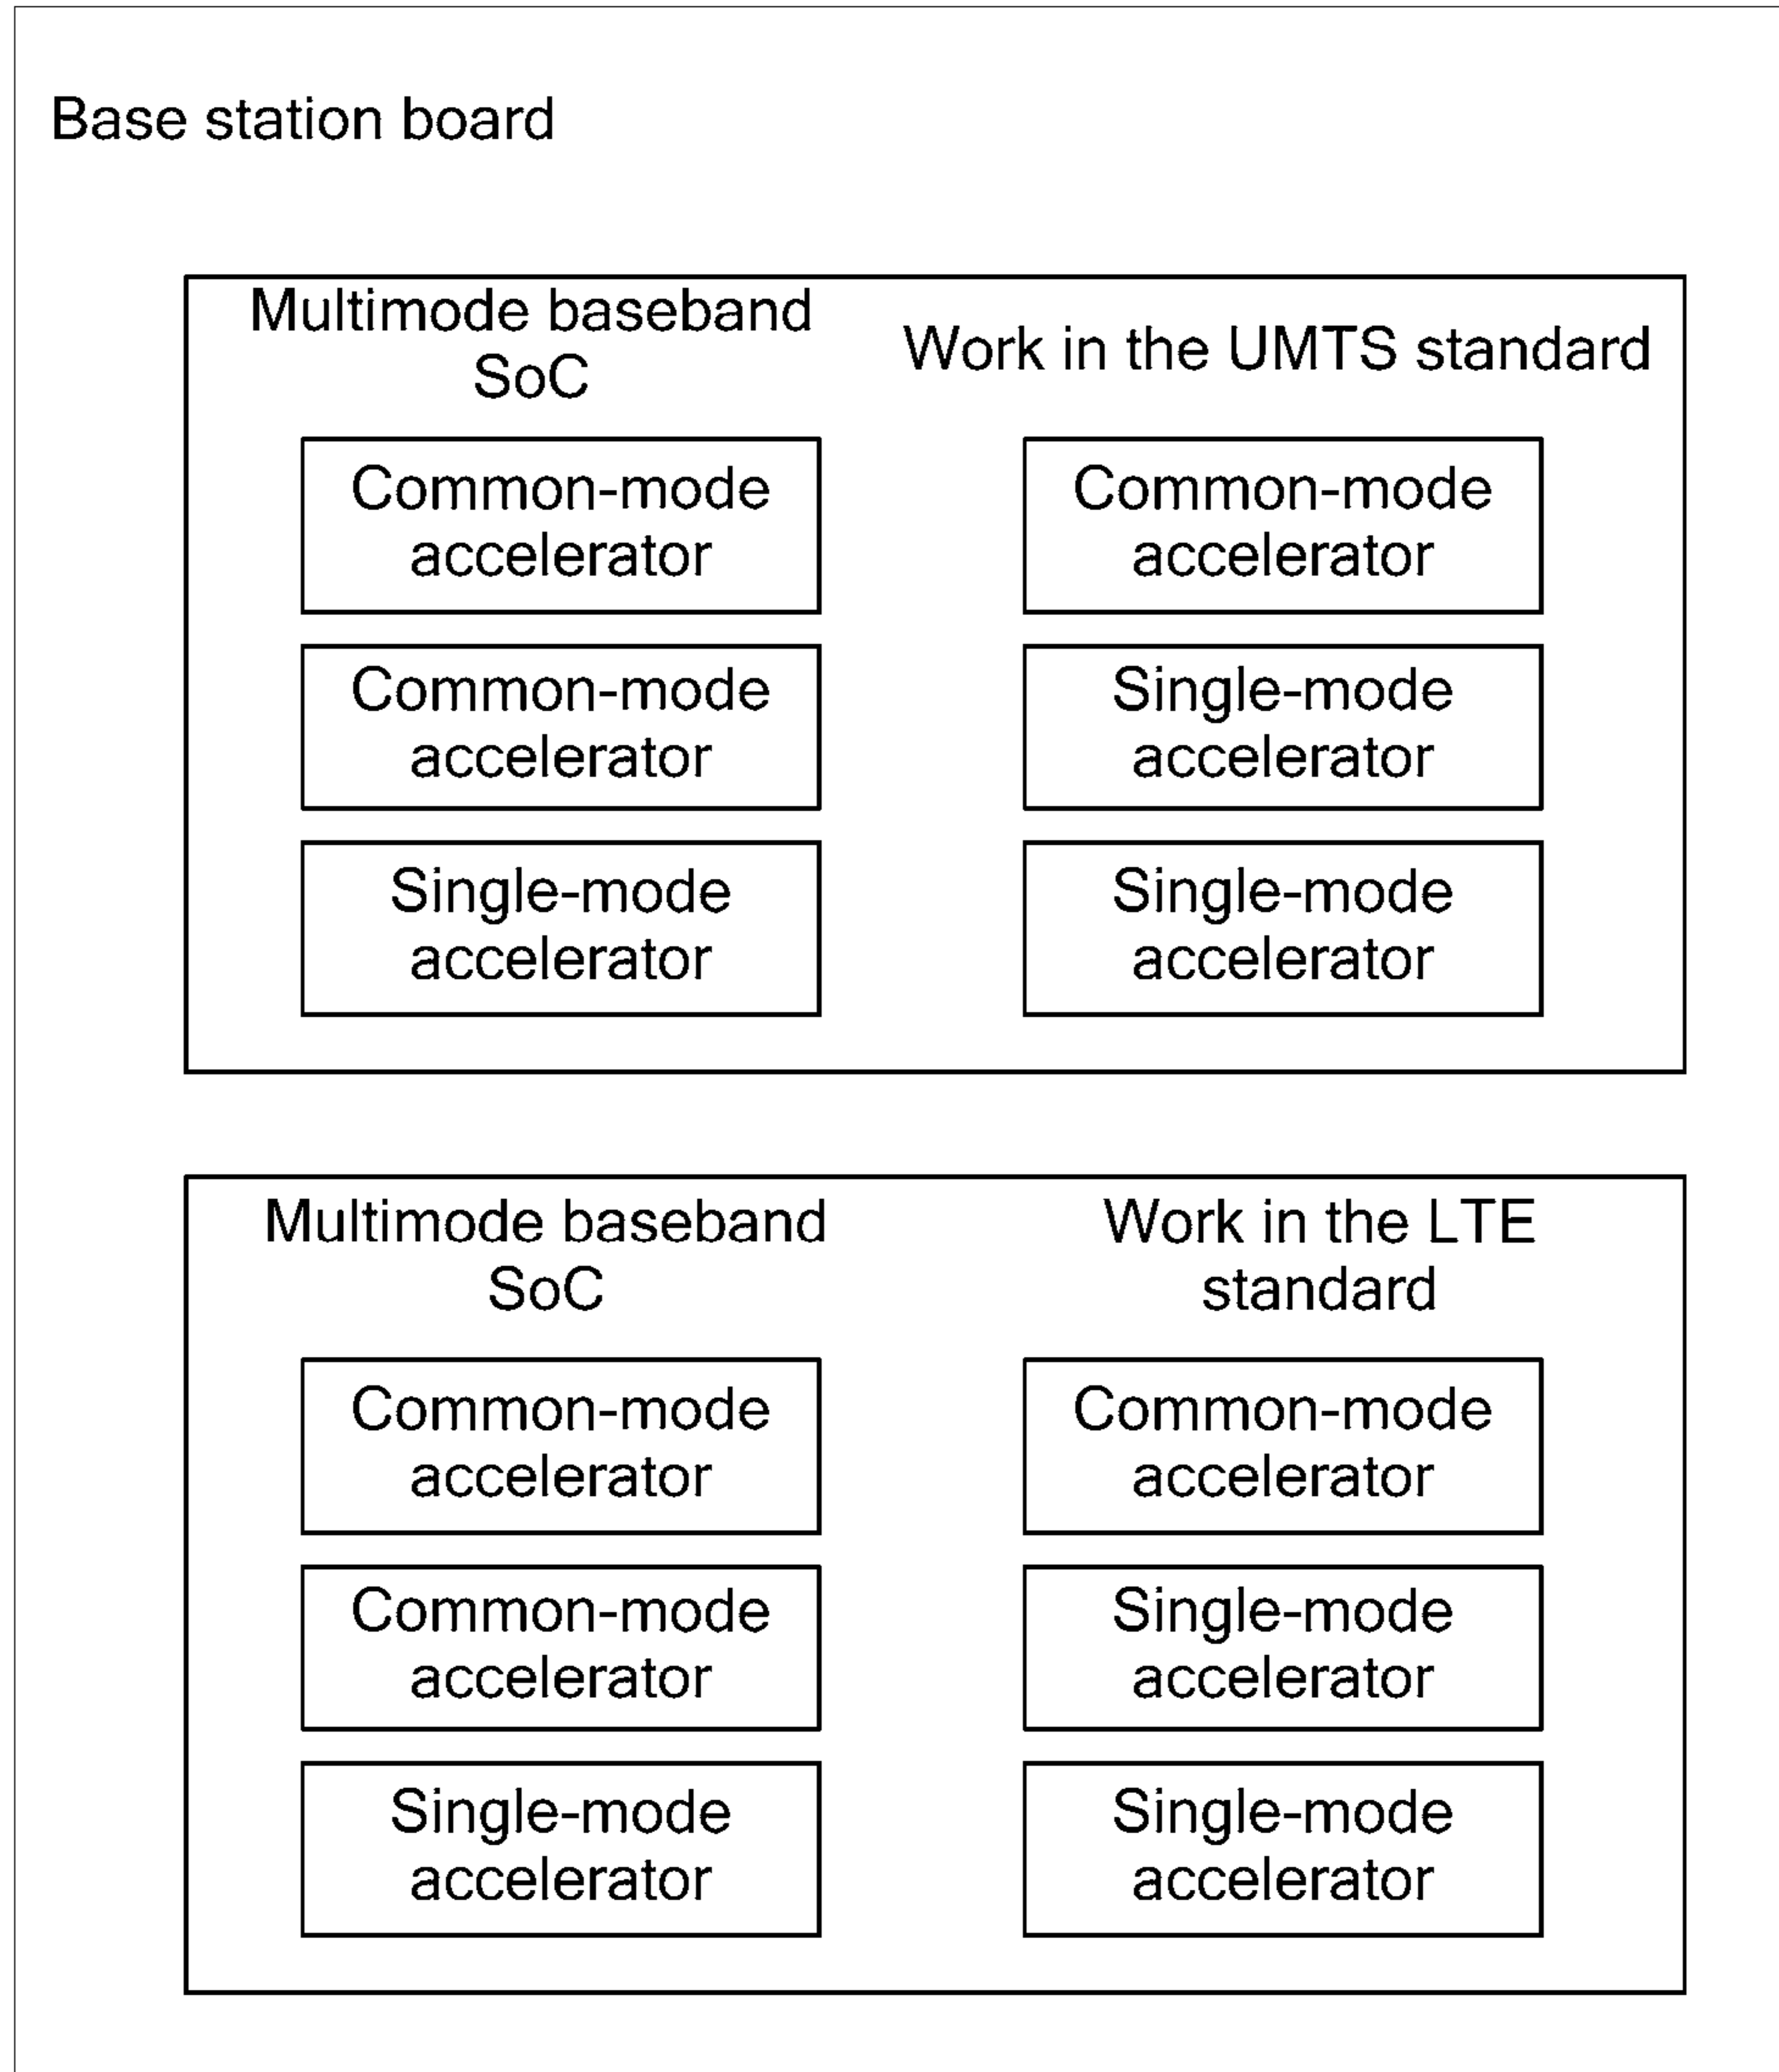 Base station board
Multimode baseband
SoC
Work in the UMTS standard
Common-mode
accelerator
Common-mode
accelerator
Common-mode
accelerator
Single-mode
accelerator
Single-mode
accelerator
Single-mode
accelerator
Multimode baseband
SoC
Work in the LTE
standard
Common-mode
accelerator
Common-mode
accelerator
Common-mode
accelerator
Single-mode
accelerator
Single-mode
accelerator
Single-mode
accelerator